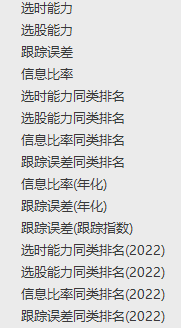 选时能力
选股能力
跟踪误差
信息比率
选时能力同类排名
选股能力同类排名
信息比率同类排名
跟踪误差同类排名
信息比率(年化)
跟踪误差(年化)
跟踪误差(跟踪指数)
选时能力同类排名(2022)
选股能力同类排名(2022)
信息比率同类排名(2022)
跟踪误差同类排名(2022)